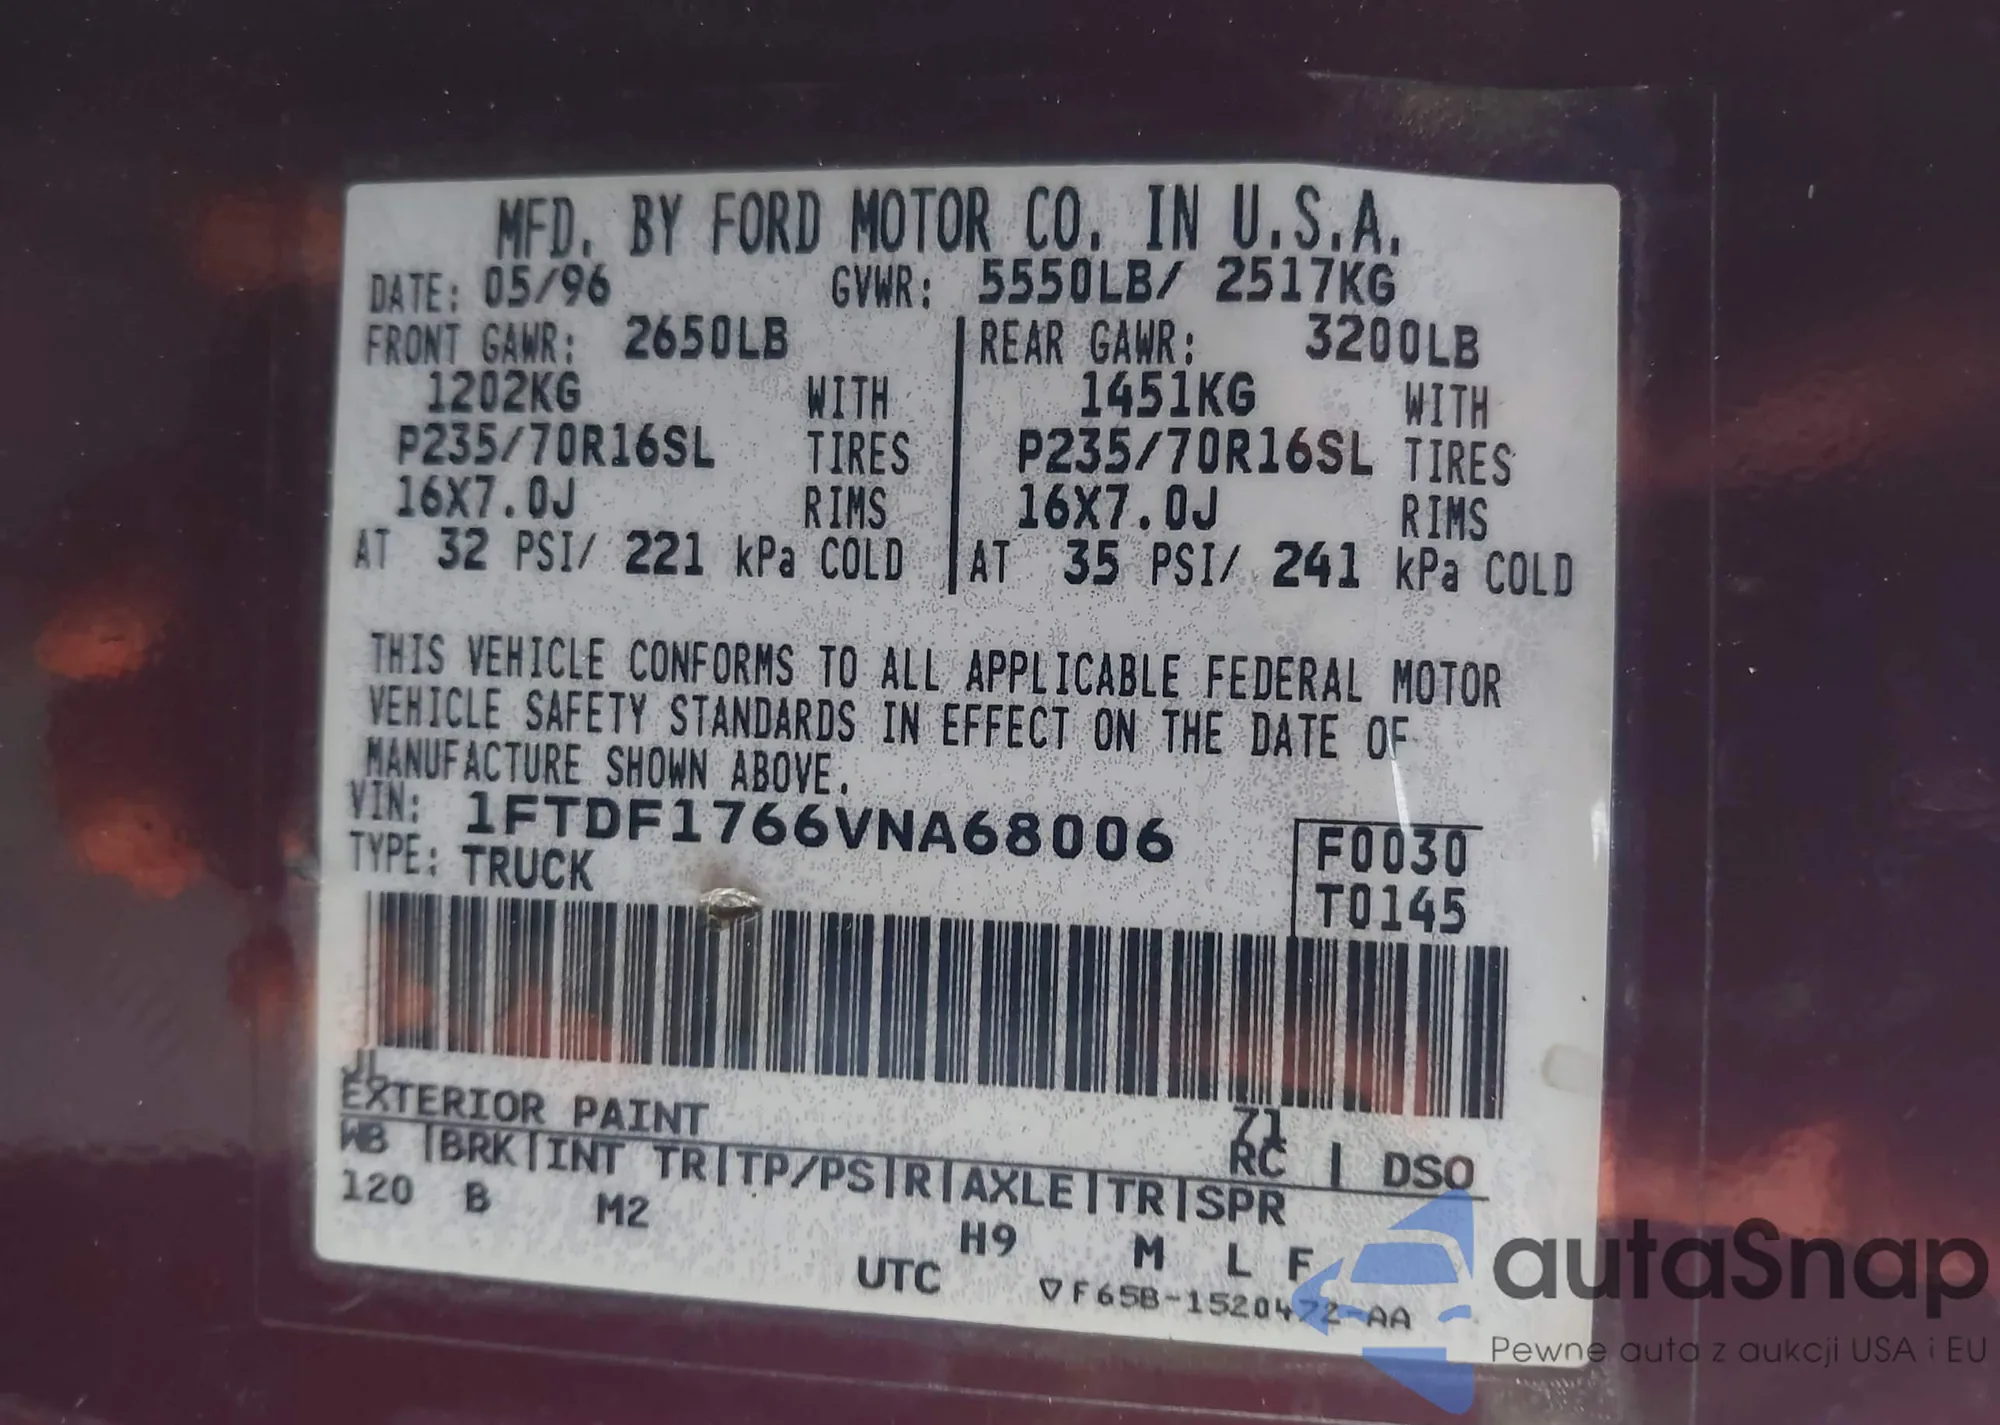 MFD. BY FORD MOTOR CO. IN U.S.A.
DATE: 05/96 GVWR: 5550LB/ 2517KG
FRONT GAWR: 2650LB REAR GAWR: 3200LB
1202KG WITH 1451KG WITH
P235/70R16SL TIRES P235/70R16SL TIRES
16X7.0J RIMS 16X7.0J RIMS
AT 32 PSI/ 221 kPa COLD AT 35 PSI/ 241 kPa COLD
THIS VEHICLE CONFORMS TO ALL APPLICABLE FEDERAL MOTOR
VEHICLE SAFETY STANDARDS IN EFFECT ON THE DATE OF
MANUFACTURE SHOWN ABOVE.
VIN: 1FTDF1766VNA68006
TYPE: TRUCK
F0030
T0145
JL 71
EXTERIOR PAINT RC | DSO
WB |BRK|INT TR|TP/PS|R|AXLE|TR|SPR
120 B M2 H9 M L F
UTC ▽F65B-1520472-AA
autaSnap
Pewne auta z aukcji USA i EU